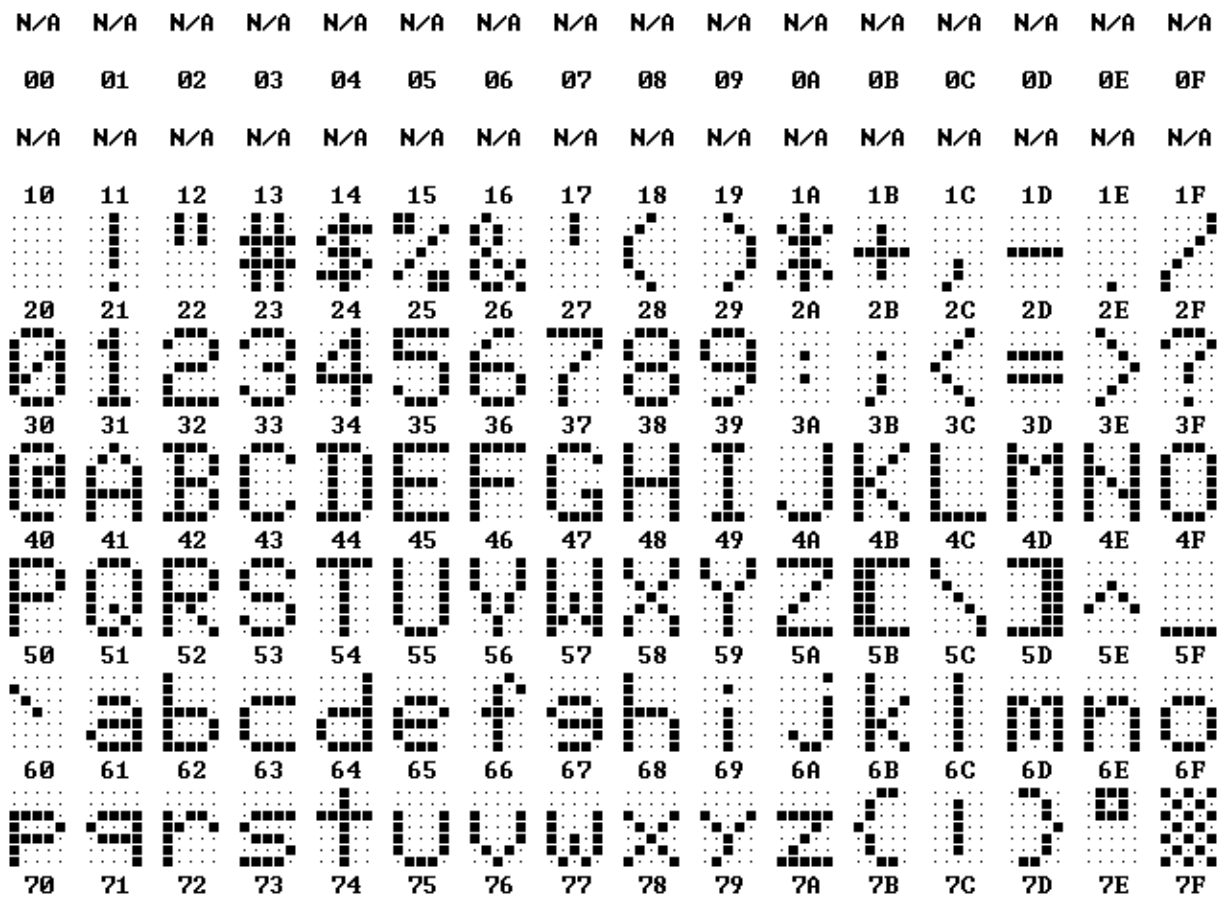 N/A N/A N/A N/A N/A N/A N/A N/A N/A N/A N/A N/A N/A N/A N/A N/A
00 01 02 03 04 05 06 07 08 09 0A 0B 0C 0D 0E 0F
N/A N/A N/A N/A N/A N/A N/A N/A N/A N/A N/A N/A N/A N/A N/A N/A
10 11 12 13 14 15 16 17 18 19 1A 1B 1C 1D 1E 1F
! " # $ % & ' ( ) * + , - . /
20 21 22 23 24 25 26 27 28 29 2A 2B 2C 2D 2E 2F
0 1 2 3 4 5 6 7 8 9 : ; < = > ?
30 31 32 33 34 35 36 37 38 39 3A 3B 3C 3D 3E 3F
@ A B C D E F G H I J K L M N O
40 41 42 43 44 45 46 47 48 49 4A 4B 4C 4D 4E 4F
P Q R S T U V W X Y Z [ \ ] ^ _
50 51 52 53 54 55 56 57 58 59 5A 5B 5C 5D 5E 5F
` a b c d e f g h i j k l m n o
60 61 62 63 64 65 66 67 68 69 6A 6B 6C 6D 6E 6F
p q r s t u v w x y z { | } ▫ ▒
70 71 72 73 74 75 76 77 78 79 7A 7B 7C 7D 7E 7F